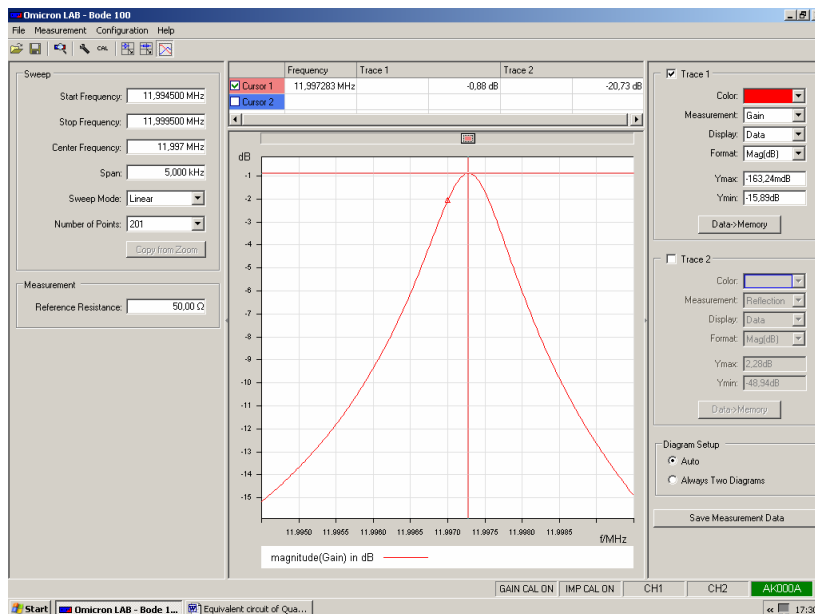 Omicron LAB - Bode 100
File Measurement Configuration Help
CAL
Sweep
Start Frequency: 11,994500 MHz
Stop Frequency: 11,999500 MHz
Center Frequency: 11,997 MHz
Span: 5,000 kHz
Sweep Mode: Linear
Number of Points: 201
Copy from Zoom
Measurement
Reference Resistance: 50,00 Ω
Frequency Trace 1 Trace 2
Cursor 1 11,997283 MHz -0,88 dB -20,73 dB
Cursor 2
dB
-1
-2
-3
-4
-5
-6
-7
-8
-9
-10
-11
-12
-13
-14
-15
11.9950 11.9955 11.9960 11.9965 11.9970 11.9975 11.9980 11.9985
f/MHz
magnitude(Gain) in dB
Trace 1
Color:
Measurement: Gain
Display: Data
Format: Mag(dB)
Ymax: -163,24mdB
Ymin: -15,89dB
Data->Memory
Trace 2
Color:
Measurement: Reflection
Display: Data
Format: Mag(dB)
Ymax: 2,28dB
Ymin: -48,94dB
Data->Memory
Diagram Setup
Auto
Always Two Diagrams
Save Measurement Data
GAIN CAL ON IMP CAL ON CH1 CH2 AK000A
Start Omicron LAB - Bode 1... Equivalent circuit of Qua... « 17:30